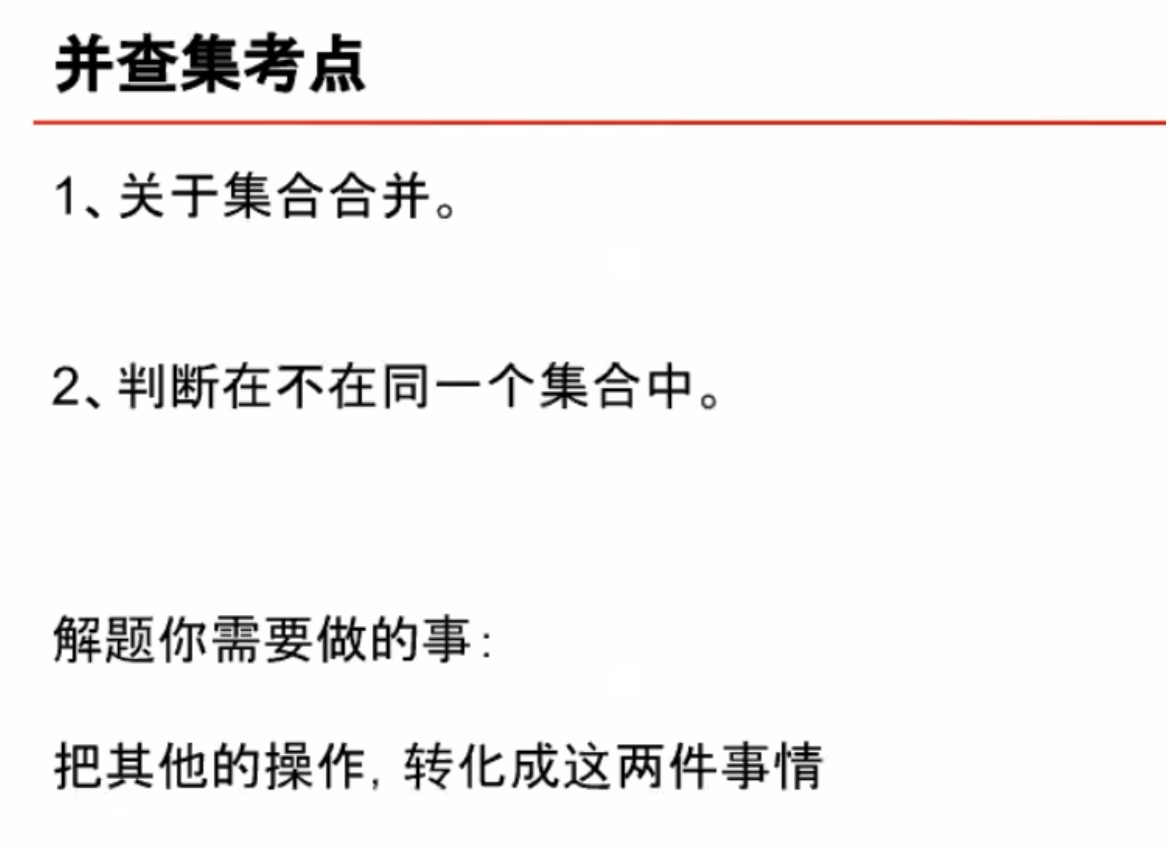 并查集考点
1、关于集合合并。
2、判断在不在同一个集合中。
解题你需要做的事:
把其他的操作, 转化成这两件事情